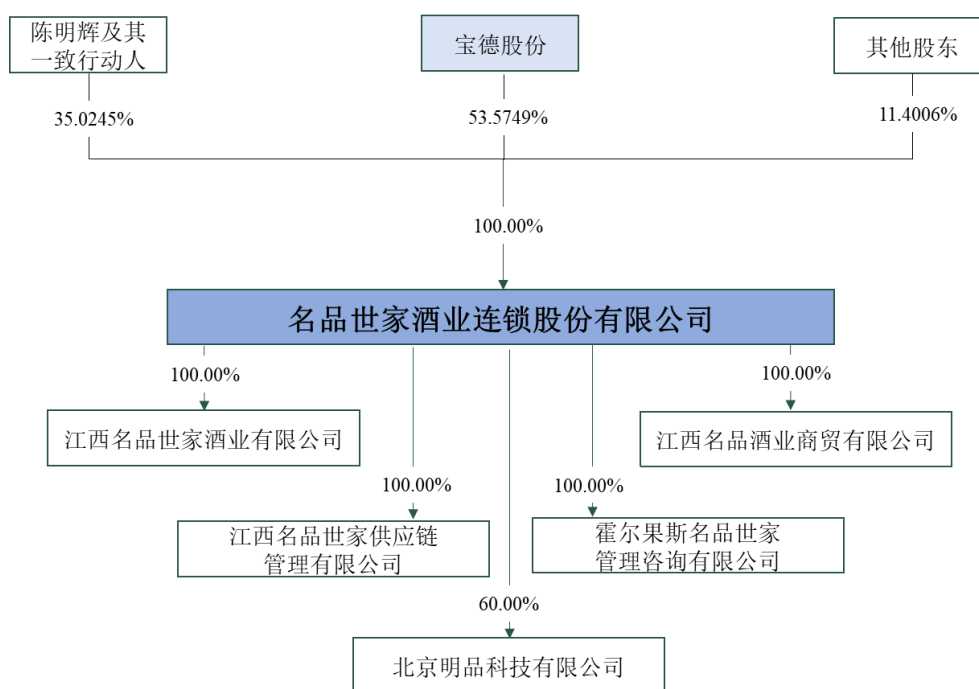 陈明辉及其
一致行动人
宝德股份
其他股东
35.0245%
53.5749%
11.4006%
100.00%
名品世家酒业连锁股份有限公司
100.00%
100.00%
江西名品世家酒业有限公司
江西名品酒业商贸有限公司
100.00%
100.00%
江西名品世家供应链
管理有限公司
霍尔果斯名品世家
管理咨询有限公司
60.00%
北京明品科技有限公司